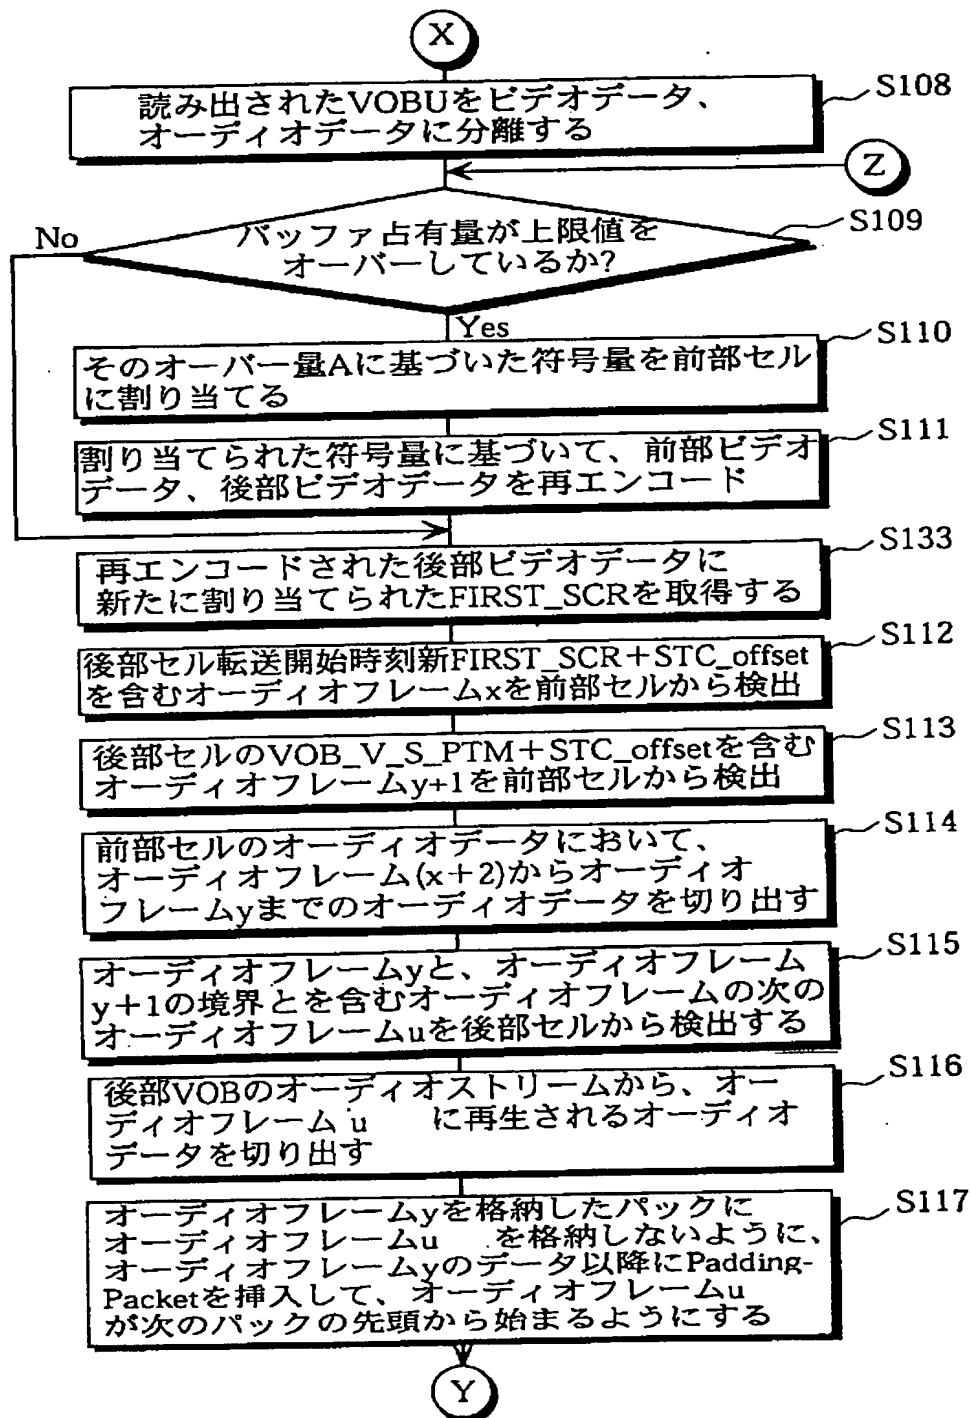 X
読み出されたVOBUをビデオデータ、
オーディオデータに分離する
S108
Z
バッファ占有量が上限値を
オーバーしているか?
S109
No
Yes
そのオーバー量Aに基づいた符号量を前部セル
に割り当てる
S110
割り当てられた符号量に基づいて、前部ビデオ
データ、後部ビデオデータを再エンコード
S111
再エンコードされた後部ビデオデータに
新たに割り当てられたFIRST_SCRを取得する
S133
後部セル転送開始時刻新FIRST_SCR+STC_offset
を含むオーディオフレームxを前部セルから検出
S112
後部セルのVOB_V_S_PTM+STC_offsetを含む
オーディオフレームy+1を前部セルから検出
S113
前部セルのオーディオデータにおいて、
オーディオフレーム(x+2)からオーディオ
フレームyまでのオーディオデータを切り出す
S114
オーディオフレームyと、オーディオフレーム
y+1の境界とを含むオーディオフレームの次の
オーディオフレームuを後部セルから検出する
S115
後部VOBのオーディオストリームから、オー
ディオフレーム u に再生されるオーディオ
データを切り出す
S116
オーディオフレームyを格納したパックに
オーディオフレームu を格納しないように、
オーディオフレームyのデータ以降にPadding-
Packetを挿入して、オーディオフレームu
が次のパックの先頭から始まるようにする
S117
Y